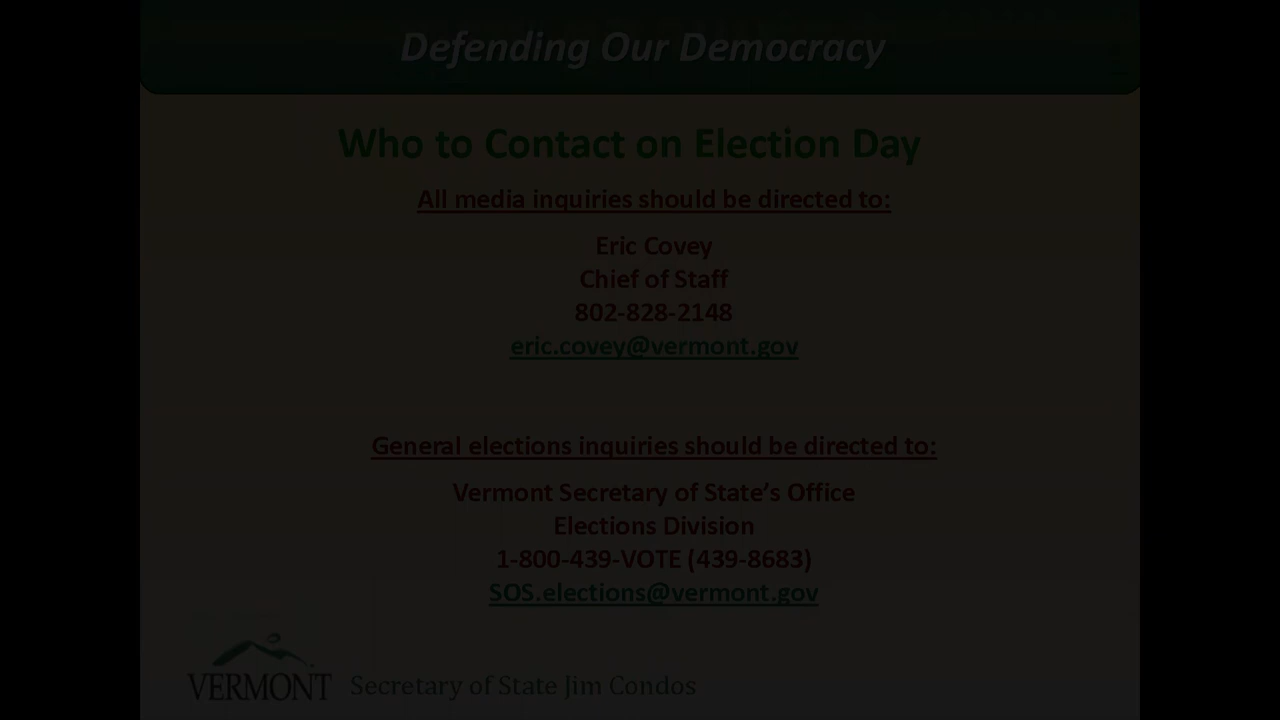 Defending Our Democracy
Who to Contact on Election Day
All media inquiries should be directed to:
Eric Covey
Chief of Staff
802-828-2148
eric.covey@vermont.gov
General elections inquiries should be directed to:
Vermont Secretary of State’s Office
Elections Division
1-800-439-VOTE (439-8683)
SOS.elections@vermont.gov
VERMONT Secretary of State Jim Condos